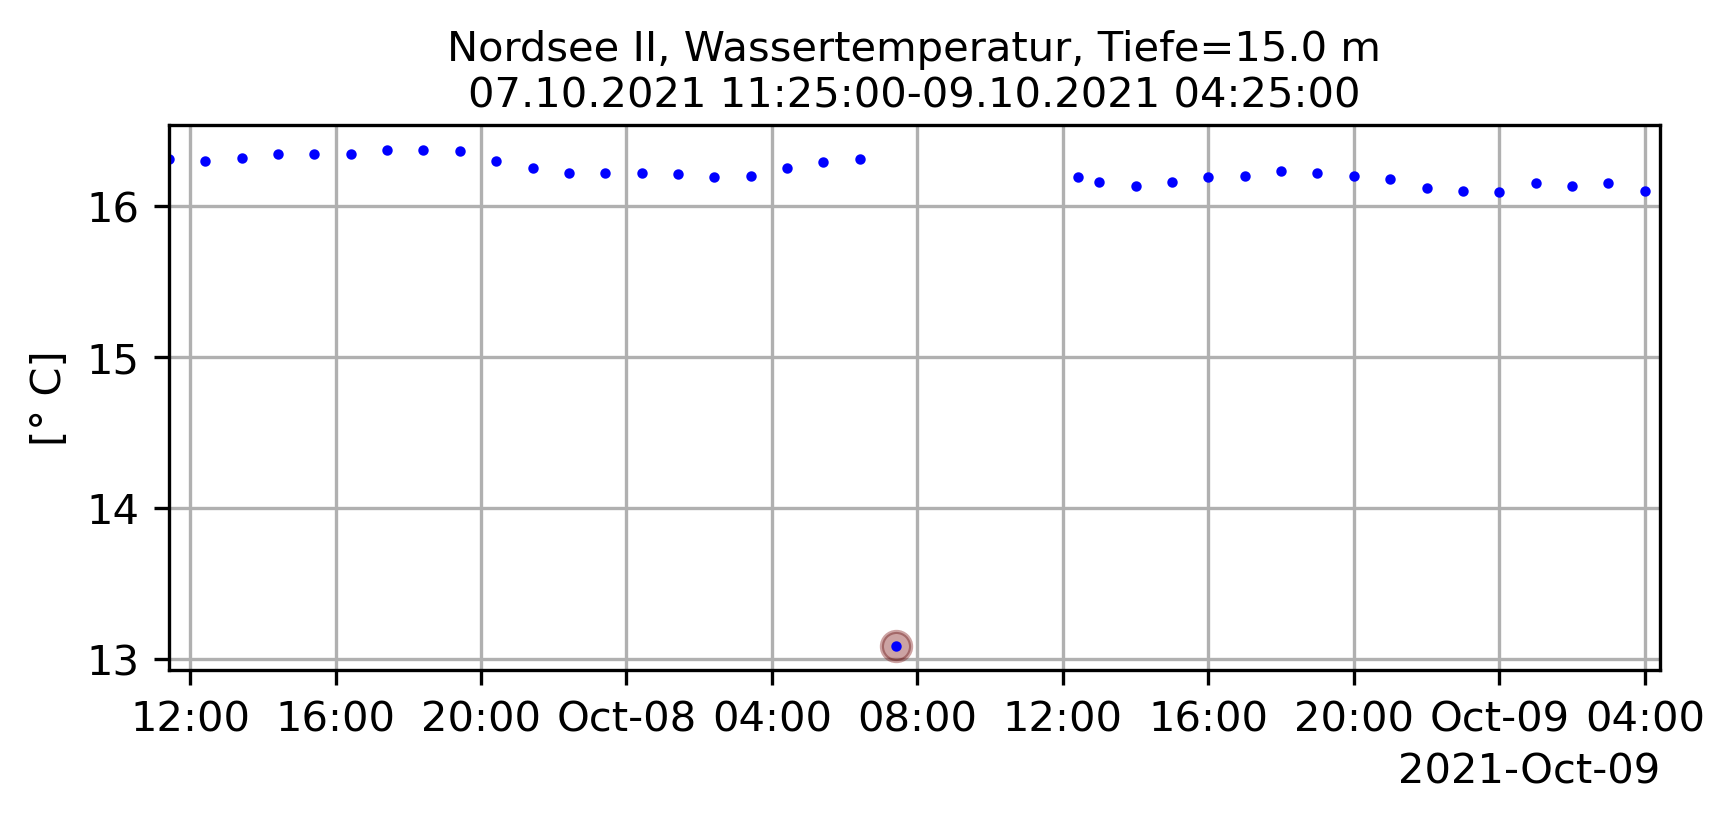 Nordsee II, Wassertemperatur, Tiefe=15.0 m
07.10.2021 11:25:00-09.10.2021 04:25:00
[° C]
16
15
14
13
12:00 16:00 20:00 Oct-08 04:00 08:00 12:00 16:00 20:00 Oct-09 04:00
2021-Oct-09